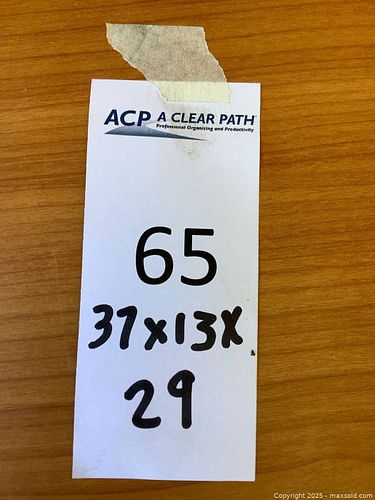 ACP A CLEAR PATH
Professional Organizing and Productivity
65
37x13x
29
Copyright 2025 - maxsold.com